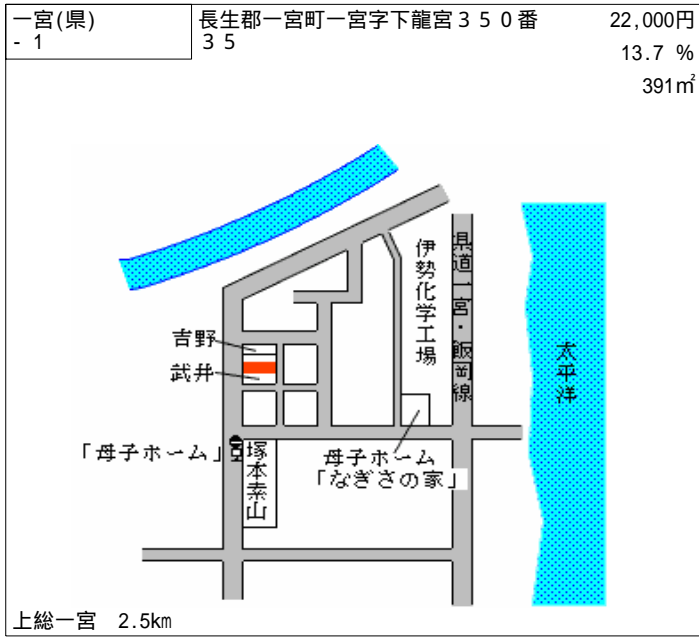 一宮(県)
- 1
長生郡一宮町一宮字下龍宮３５０番
３５
22,000円
13.7 %
391㎡
伊勢化学工場
県道一宮・飯岡線
太平洋
吉野
武井
「母子ホーム」
塚本素山
母子ホーム
「なぎさの家」
上総一宮 2.5km